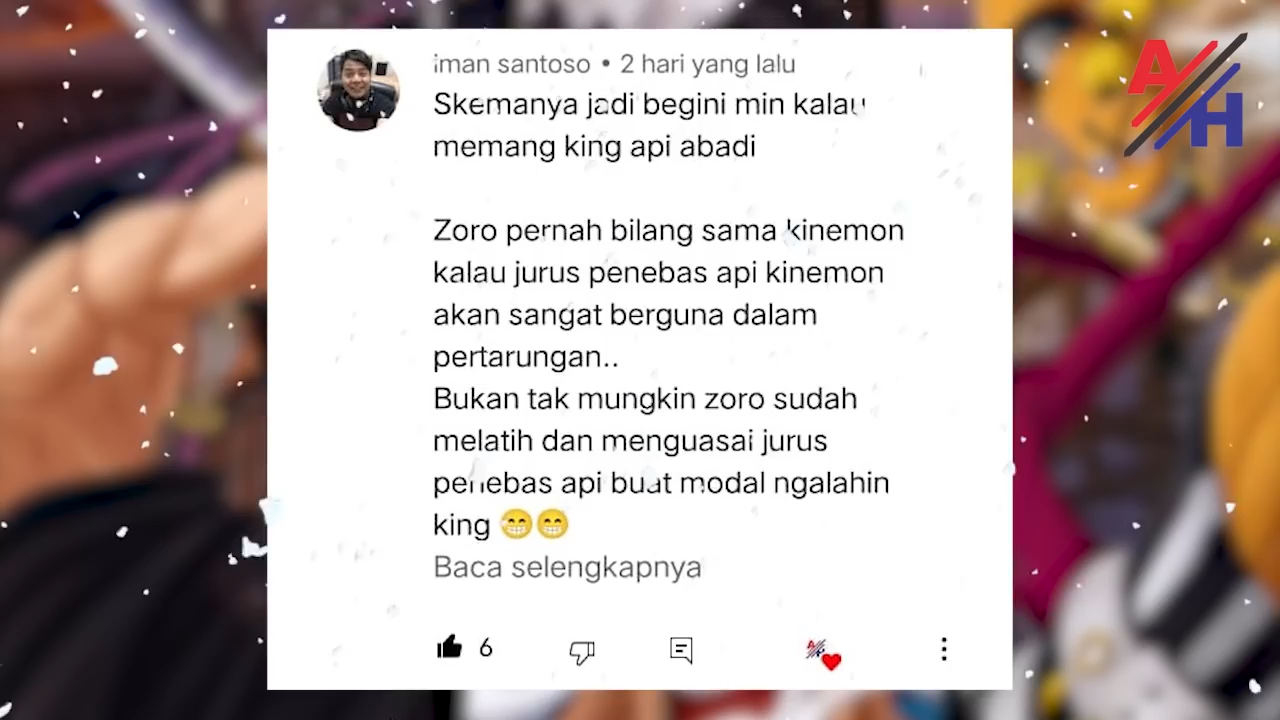 A/H
iman santoso • 2 hari yang lalu
Skemanya jadi begini min kalau
memang king api abadi
Zoro pernah bilang sama kinemon
kalau jurus penebas api kinemon
akan sangat berguna dalam
pertarungan..
Bukan tak mungkin zoro sudah
melatih dan menguasai jurus
penebas api buat modal ngalahin
king 😁😁
Baca selengkapnya
6